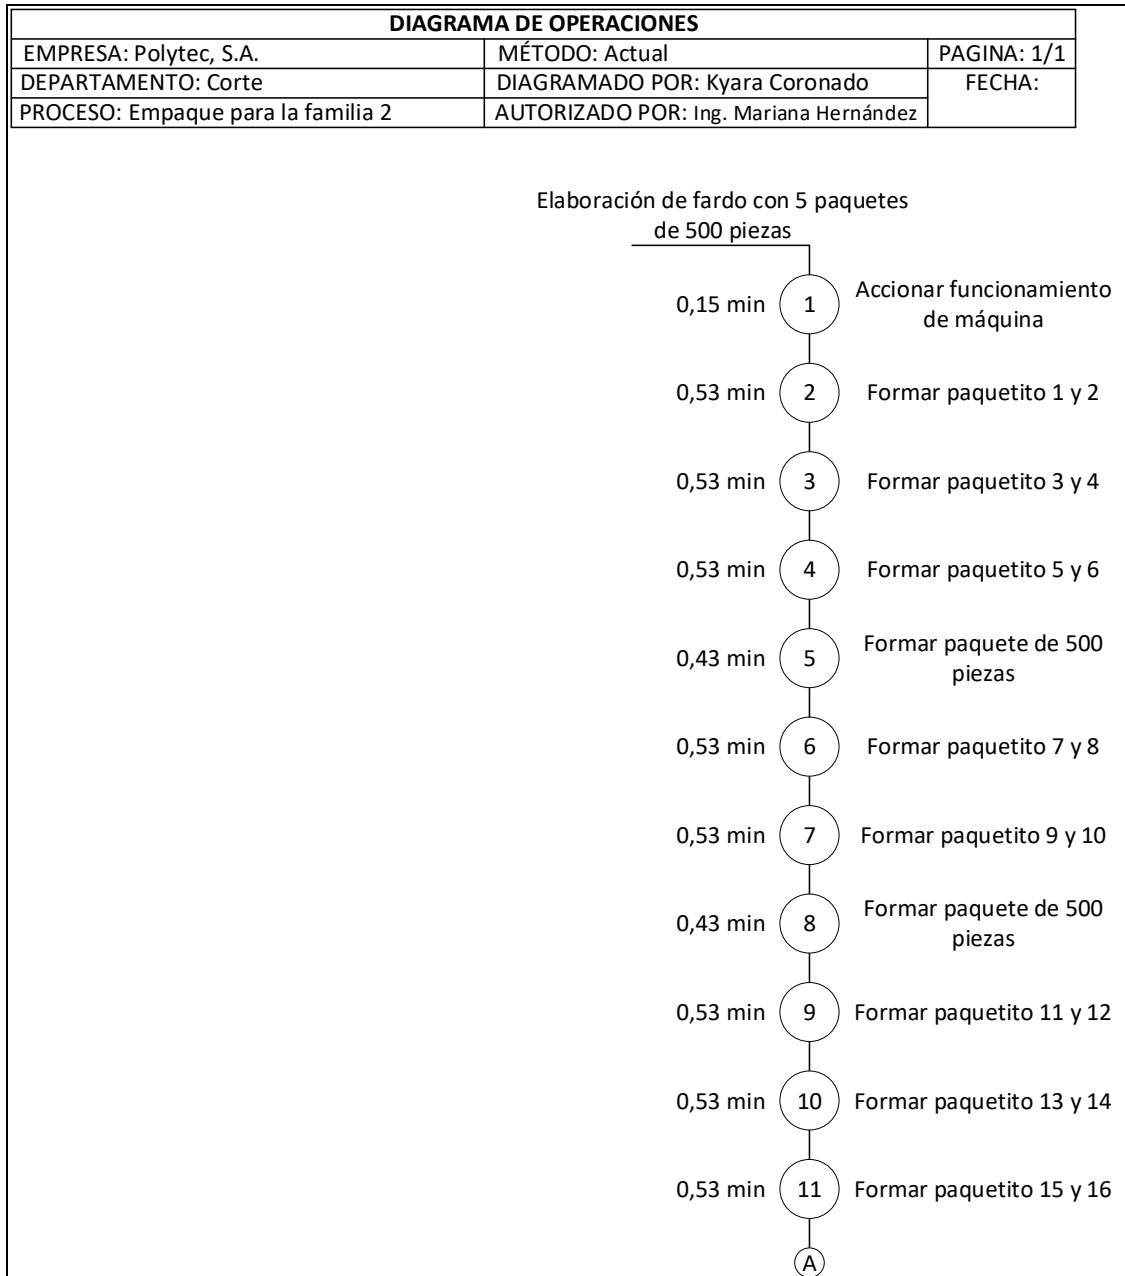 DIAGRAMA DE OPERACIONES
EMPRESA: Polytec, S.A.
MÉTODO: Actual
PAGINA: 1/1
DEPARTAMENTO: Corte
DIAGRAMADO POR: Kyara Coronado
FECHA:
PROCESO: Empaque para la familia 2
AUTORIZADO POR: Ing. Mariana Hernández
Elaboración de fardo con 5 paquetes
de 500 piezas
0,15 min
1
Accionar funcionamiento
de máquina
0,53 min
2
Formar paquetito 1 y 2
0,53 min
3
Formar paquetito 3 y 4
0,53 min
4
Formar paquetito 5 y 6
0,43 min
5
Formar paquete de 500
piezas
0,53 min
6
Formar paquetito 7 y 8
0,53 min
7
Formar paquetito 9 y 10
0,43 min
8
Formar paquete de 500
piezas
0,53 min
9
Formar paquetito 11 y 12
0,53 min
10
Formar paquetito 13 y 14
0,53 min
11
Formar paquetito 15 y 16
A